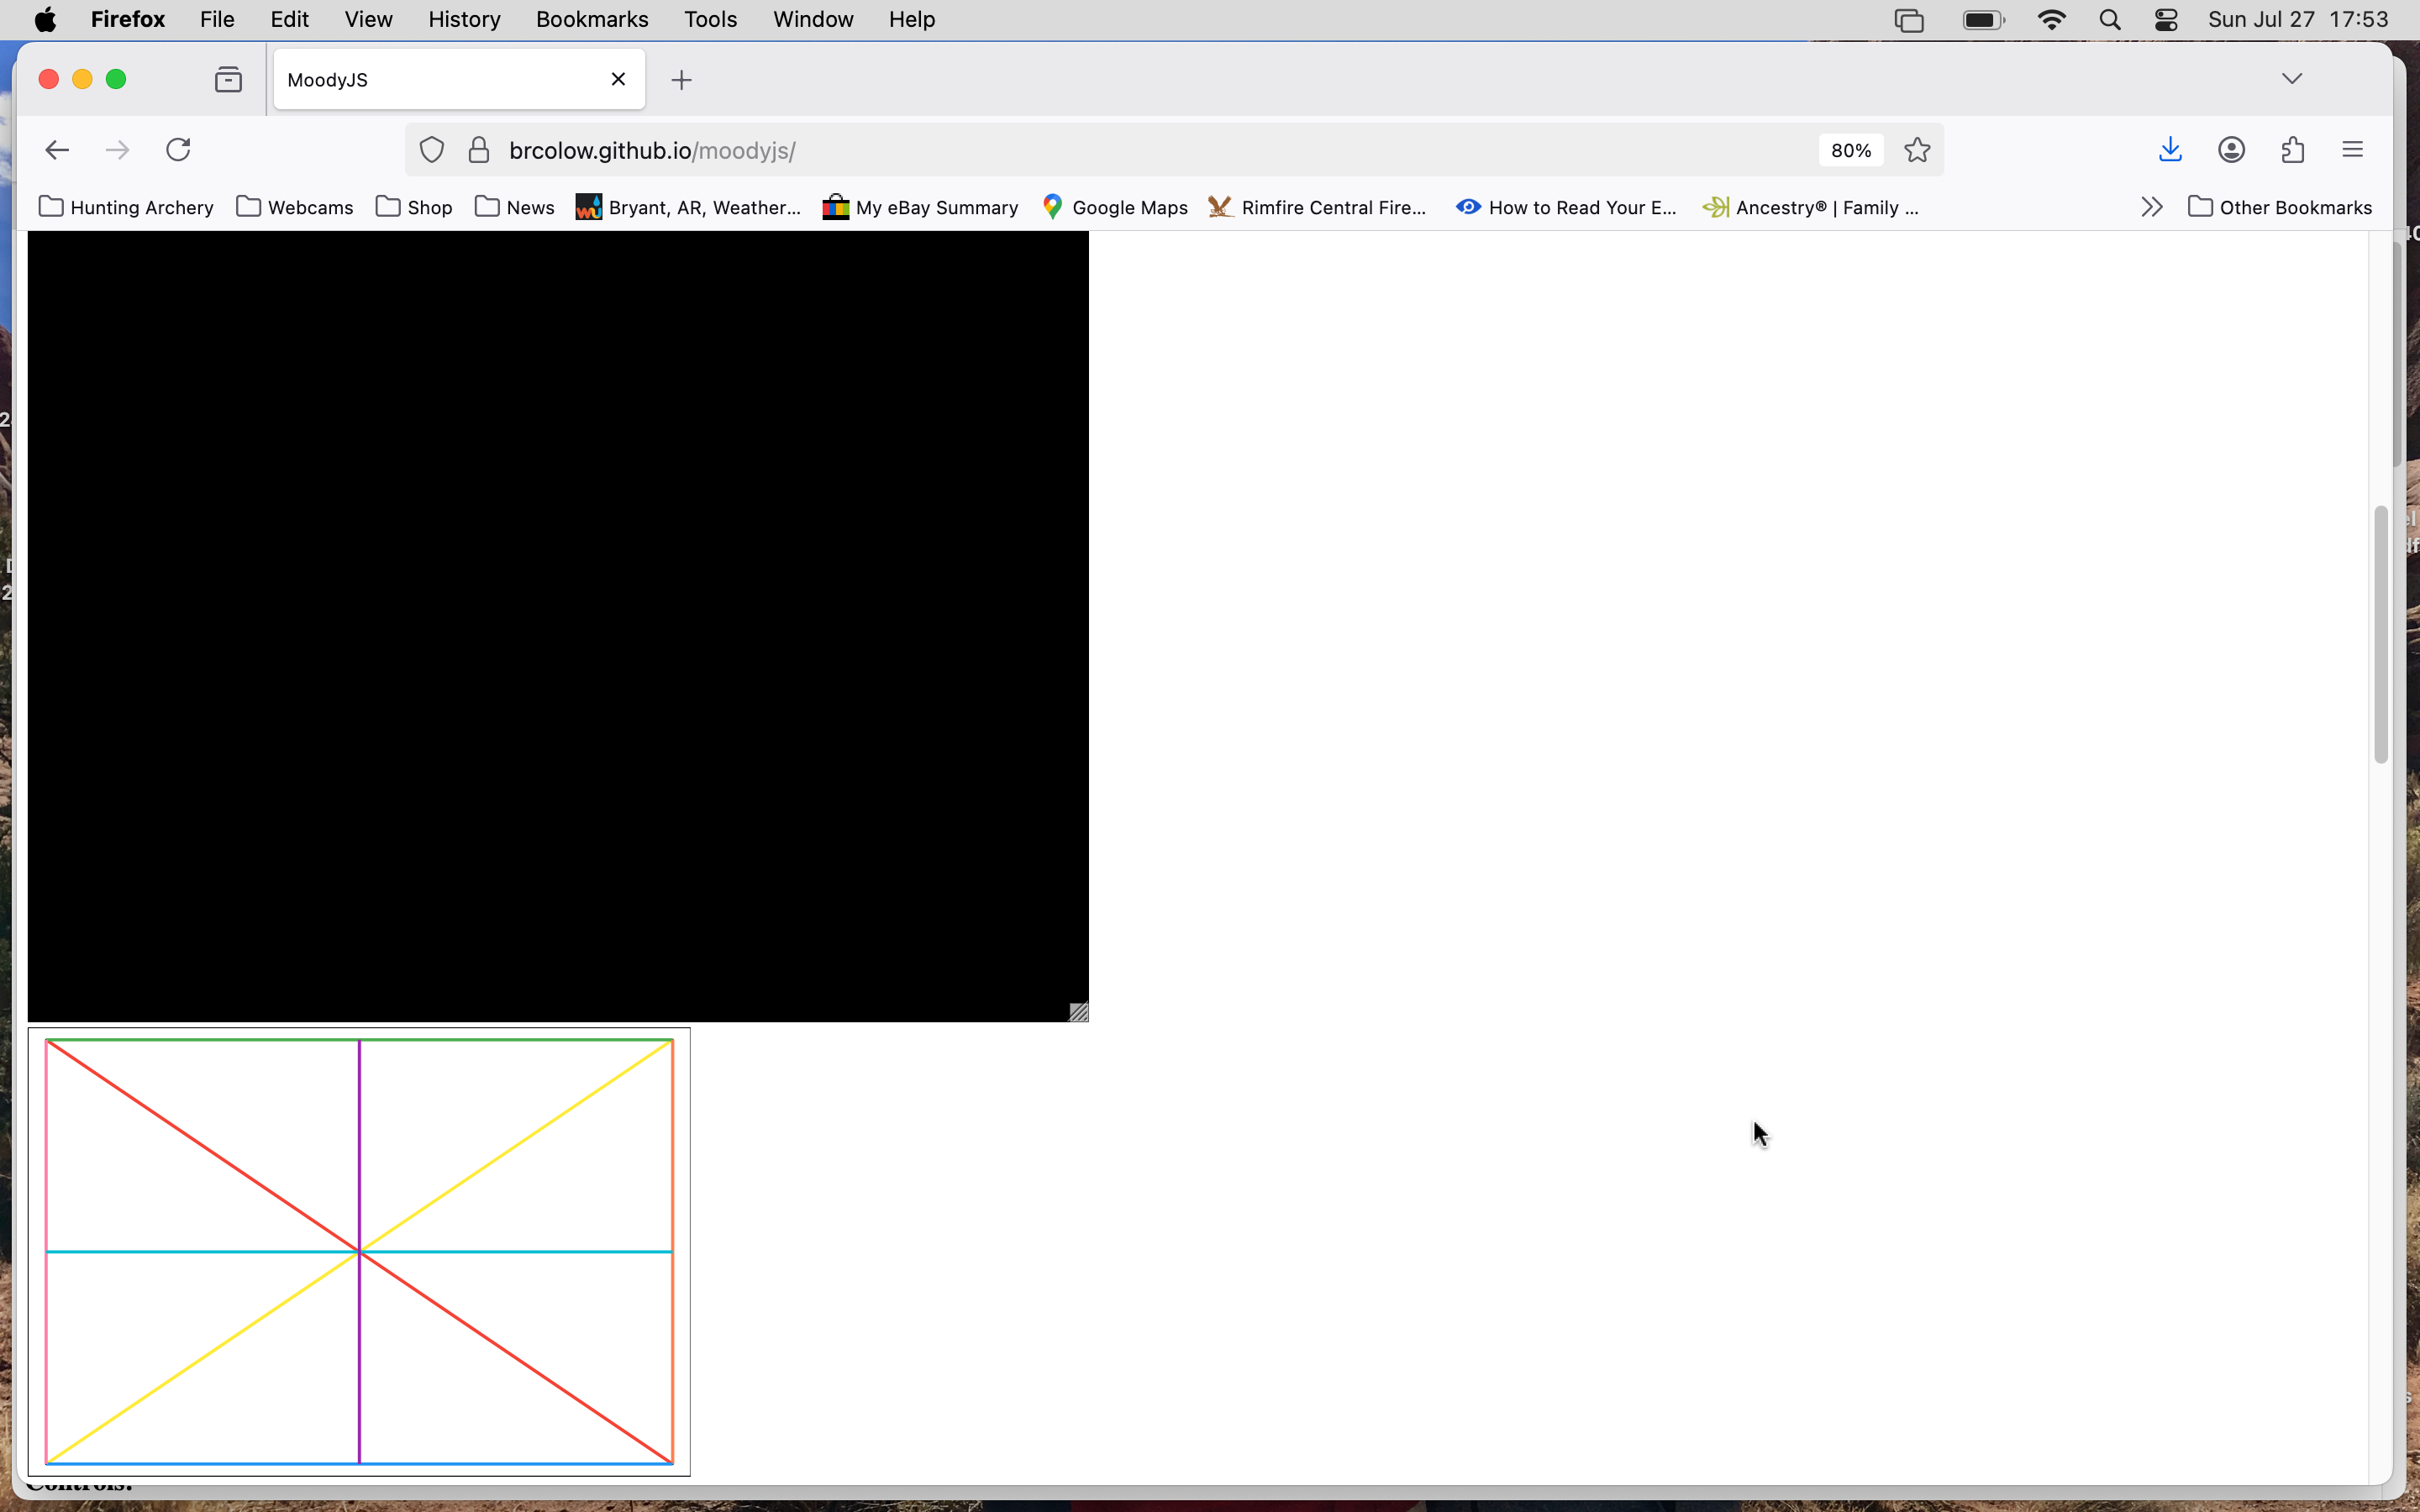 Firefox File Edit View History Bookmarks Tools Window Help Sun Jul 27 17:53
MoodyJS
brcolow.github.io/moodyjs/ 80%
Hunting Archery Webcams Shop News Bryant, AR, Weather... My eBay Summary Google Maps Rimfire Central Fire... How to Read Your E... Ancestry® | Family ... Other Bookmarks
Controls: